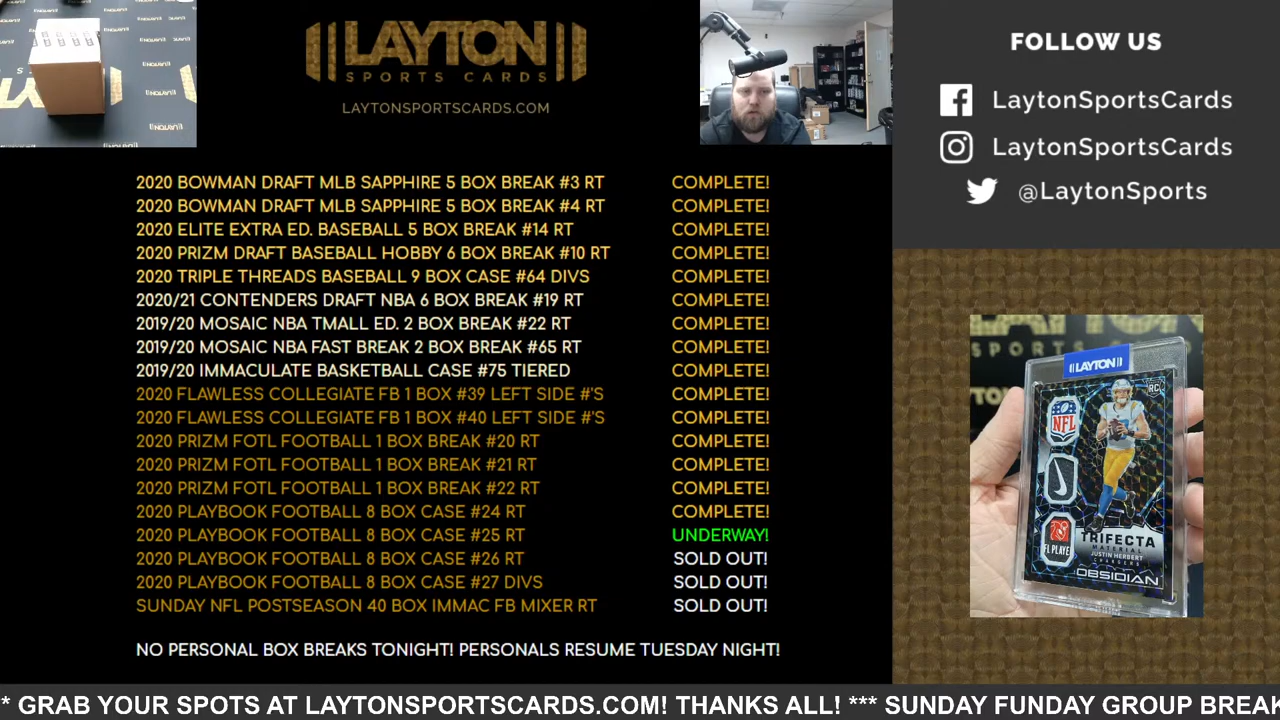 LAYTON
SPORTS CARDS
LAYTONSPORTSCARDS.COM
FOLLOW US
LaytonSportsCards
LaytonSportsCards
@LaytonSports
2020 BOWMAN DRAFT MLB SAPPHIRE 5 BOX BREAK #3 RT COMPLETE!
2020 BOWMAN DRAFT MLB SAPPHIRE 5 BOX BREAK #4 RT COMPLETE!
2020 ELITE EXTRA ED. BASEBALL 5 BOX BREAK #14 RT COMPLETE!
2020 PRIZM DRAFT BASEBALL HOBBY 6 BOX BREAK #10 RT COMPLETE!
2020 TRIPLE THREADS BASEBALL 9 BOX CASE #64 DIVS COMPLETE!
2020/21 CONTENDERS DRAFT NBA 6 BOX BREAK #19 RT COMPLETE!
2019/20 MOSAIC NBA TMALL ED. 2 BOX BREAK #22 RT COMPLETE!
2019/20 MOSAIC NBA FAST BREAK 2 BOX BREAK #65 RT COMPLETE!
2019/20 IMMACULATE BASKETBALL CASE #75 TIERED COMPLETE!
2020 FLAWLESS COLLEGIATE FB 1 BOX #39 LEFT SIDE #'S COMPLETE!
2020 FLAWLESS COLLEGIATE FB 1 BOX #40 LEFT SIDE #'S COMPLETE!
2020 PRIZM FOTL FOOTBALL 1 BOX BREAK #20 RT COMPLETE!
2020 PRIZM FOTL FOOTBALL 1 BOX BREAK #21 RT COMPLETE!
2020 PRIZM FOTL FOOTBALL 1 BOX BREAK #22 RT COMPLETE!
2020 PLAYBOOK FOOTBALL 8 BOX CASE #24 RT COMPLETE!
2020 PLAYBOOK FOOTBALL 8 BOX CASE #25 RT UNDERWAY!
2020 PLAYBOOK FOOTBALL 8 BOX CASE #26 RT SOLD OUT!
2020 PLAYBOOK FOOTBALL 8 BOX CASE #27 DIVS SOLD OUT!
SUNDAY NFL POSTSEASON 40 BOX IMMAC FB MIXER RT SOLD OUT!
NO PERSONAL BOX BREAKS TONIGHT! PERSONALS RESUME TUESDAY NIGHT!
SPORTS
LAYTON
RC
NFL
FL PLAYE
TRIFECTA
MATERIAL
JUSTIN HERBERT
CHARGERS
OBSIDIAN
* GRAB YOUR SPOTS AT LAYTONSPORTSCARDS.COM! THANKS ALL! *** SUNDAY FUNDAY GROUP BREAK